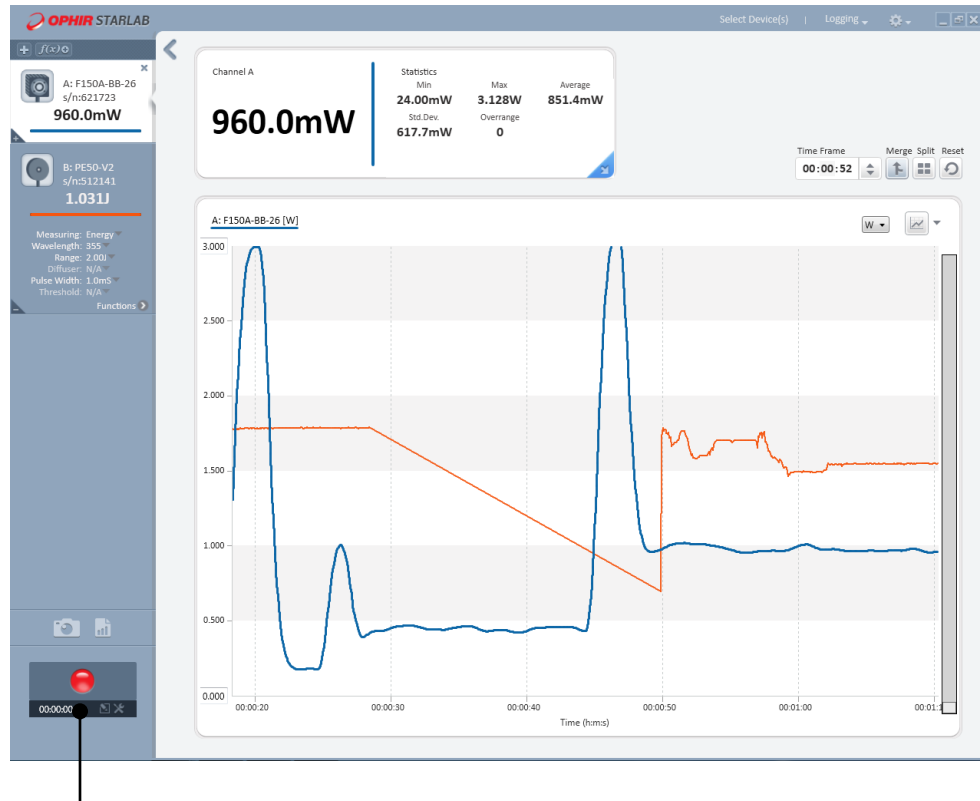 OPHIR STARLAB
Select Device(s) | Logging
f(x)
A: F150A-BB-26
s/n:621723
960.0mW
B: PE50-V2
s/n:512141
1.031J
Measuring: Energy
Wavelength: 355
Range: 2.00J
Diffuser: N/A
Pulse Width: 1.0mS
Threshold: N/A
Functions
00:00:00
Channel A
960.0mW
Statistics
Min Max Average
24.00mW 3.128W 851.4mW
Std.Dev. Overrange
617.7mW 0
Time Frame Merge Split Reset
00:00:52
A: F150A-BB-26 [W]
W
3.000
2.500
2.000
1.500
1.000
0.500
0.000
00:00:20 00:00:30 00:00:40 00:00:50 00:01:00 00:01:1
Time (h:m:s)